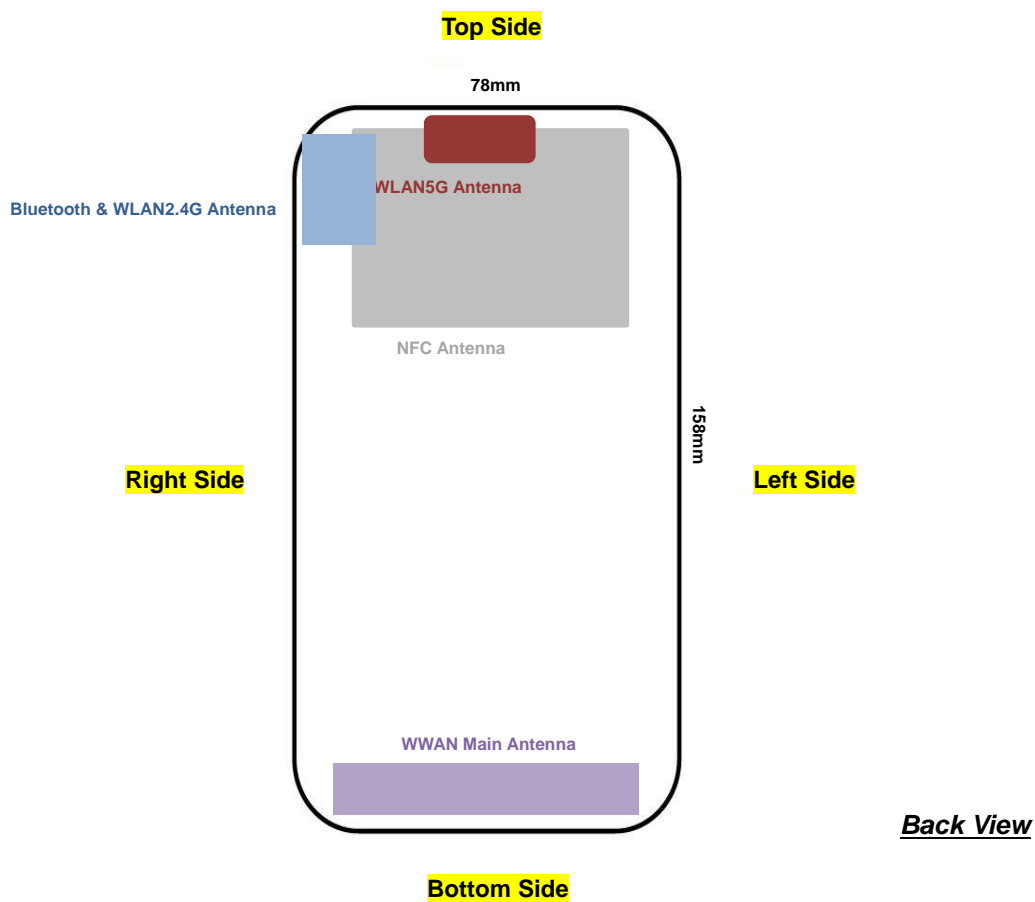 Top Side
78mm
WLAN5G Antenna
Bluetooth & WLAN2.4G Antenna
NFC Antenna
158mm
Right Side
Left Side
WWAN Main Antenna
Back View
Bottom Side